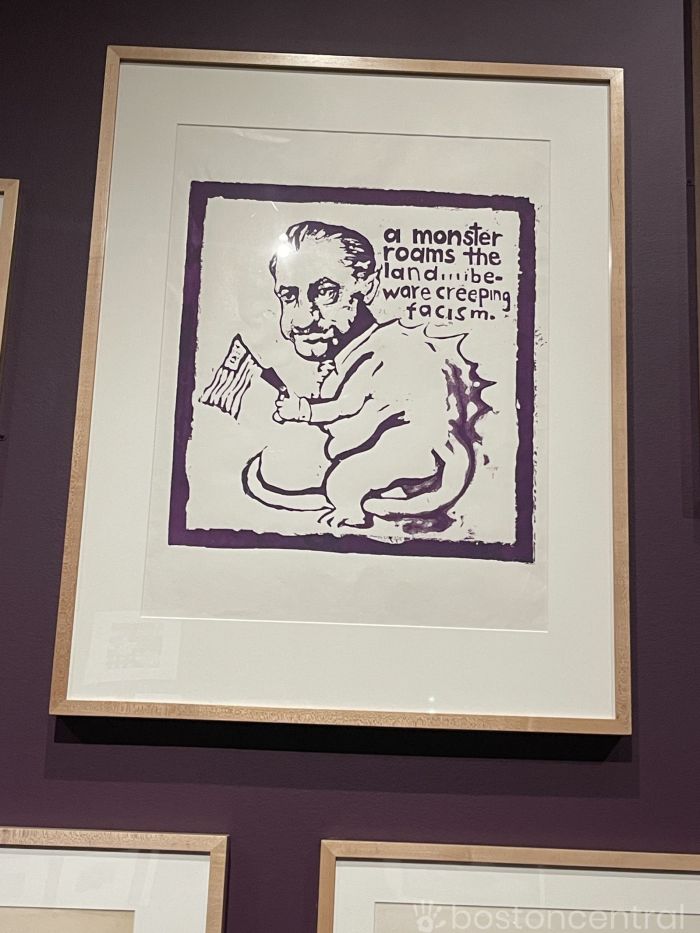 a monster
roams the
land....be-
ware creeping
facism.
bostoncentral